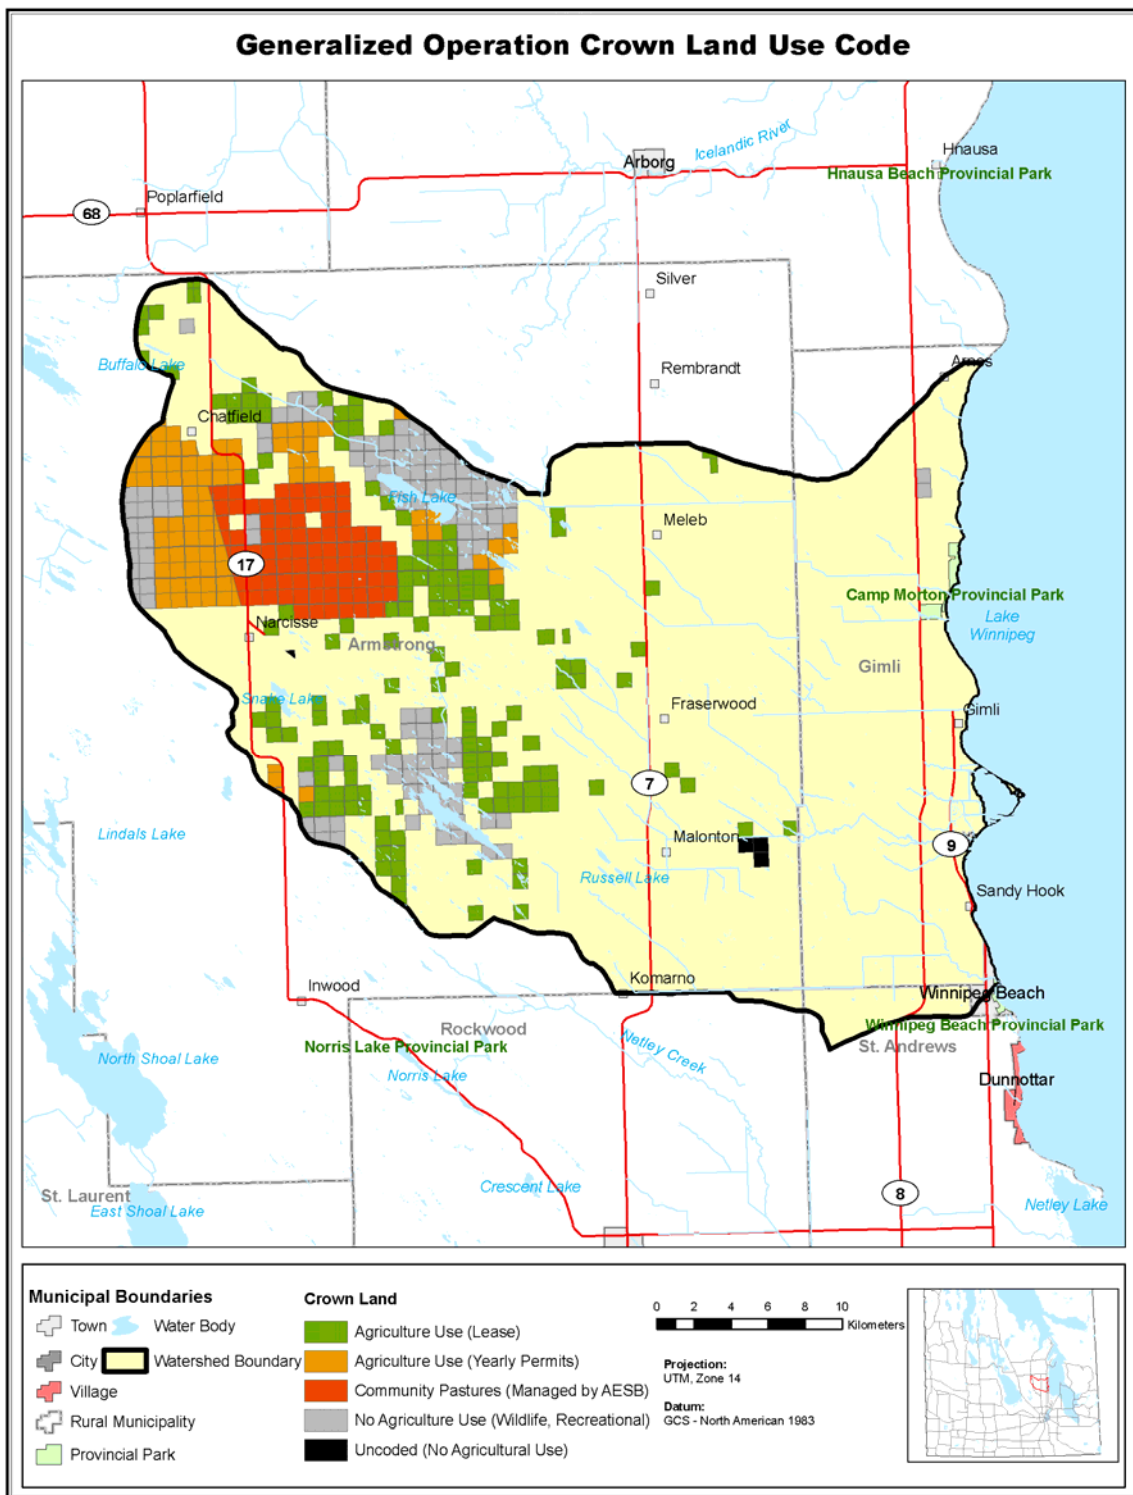 Generalized Operation Crown Land Use Code
Hnausa
Icelandic River
Arborg
Hnausa Beach Provincial Park
Poplarfield
68
Silver
Buffalo Lake
Rembrandt
Arnes
Chatfield
Fish Lake
Meleb
17
Camp Morton Provincial Park
Lake
Winnipeg
Narcisse
Armstrong
Gimli
Snake Lake
Fraserwood
Gimli
7
Lindals Lake
Malonton
9
Russell Lake
Sandy Hook
Komarno
Inwood
Winnipeg Beach
Rockwood
Winnipeg Beach Provincial Park
Norris Lake Provincial Park
Netley Creek
St. Andrews
North Shoal Lake
Norris Lake
Dunnottar
Crescent Lake
St. Laurent
8
East Shoal Lake
Netley Lake
Municipal Boundaries
Town
Water Body
City
Watershed Boundary
Village
Rural Municipality
Provincial Park
Crown Land
Agriculture Use (Lease)
Agriculture Use (Yearly Permits)
Community Pastures (Managed by AESB)
No Agriculture Use (Wildlife, Recreational)
Uncoded (No Agricultural Use)
0 2 4 6 8 10
Kilometers
Projection:
UTM, Zone 14
Datum:
GCS - North American 1983